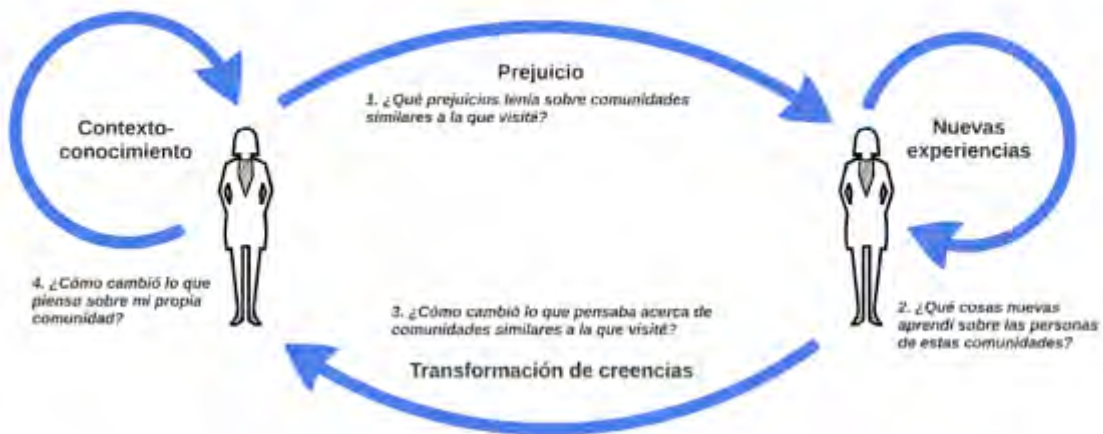 Prejuicio
1. ¿Qué prejuicios tenía sobre comunidades
similares a la que visité?
Contexto-
conocimiento
Nuevas
experiencias
4. ¿Cómo cambió lo que
pienso sobre mi propia
comunidad?
3. ¿Cómo cambió lo que pensaba acerca de
comunidades similares a la que visité?
2. ¿Qué cosas nuevas
aprendí sobre las personas
de estas comunidades?
Transformación de creencias